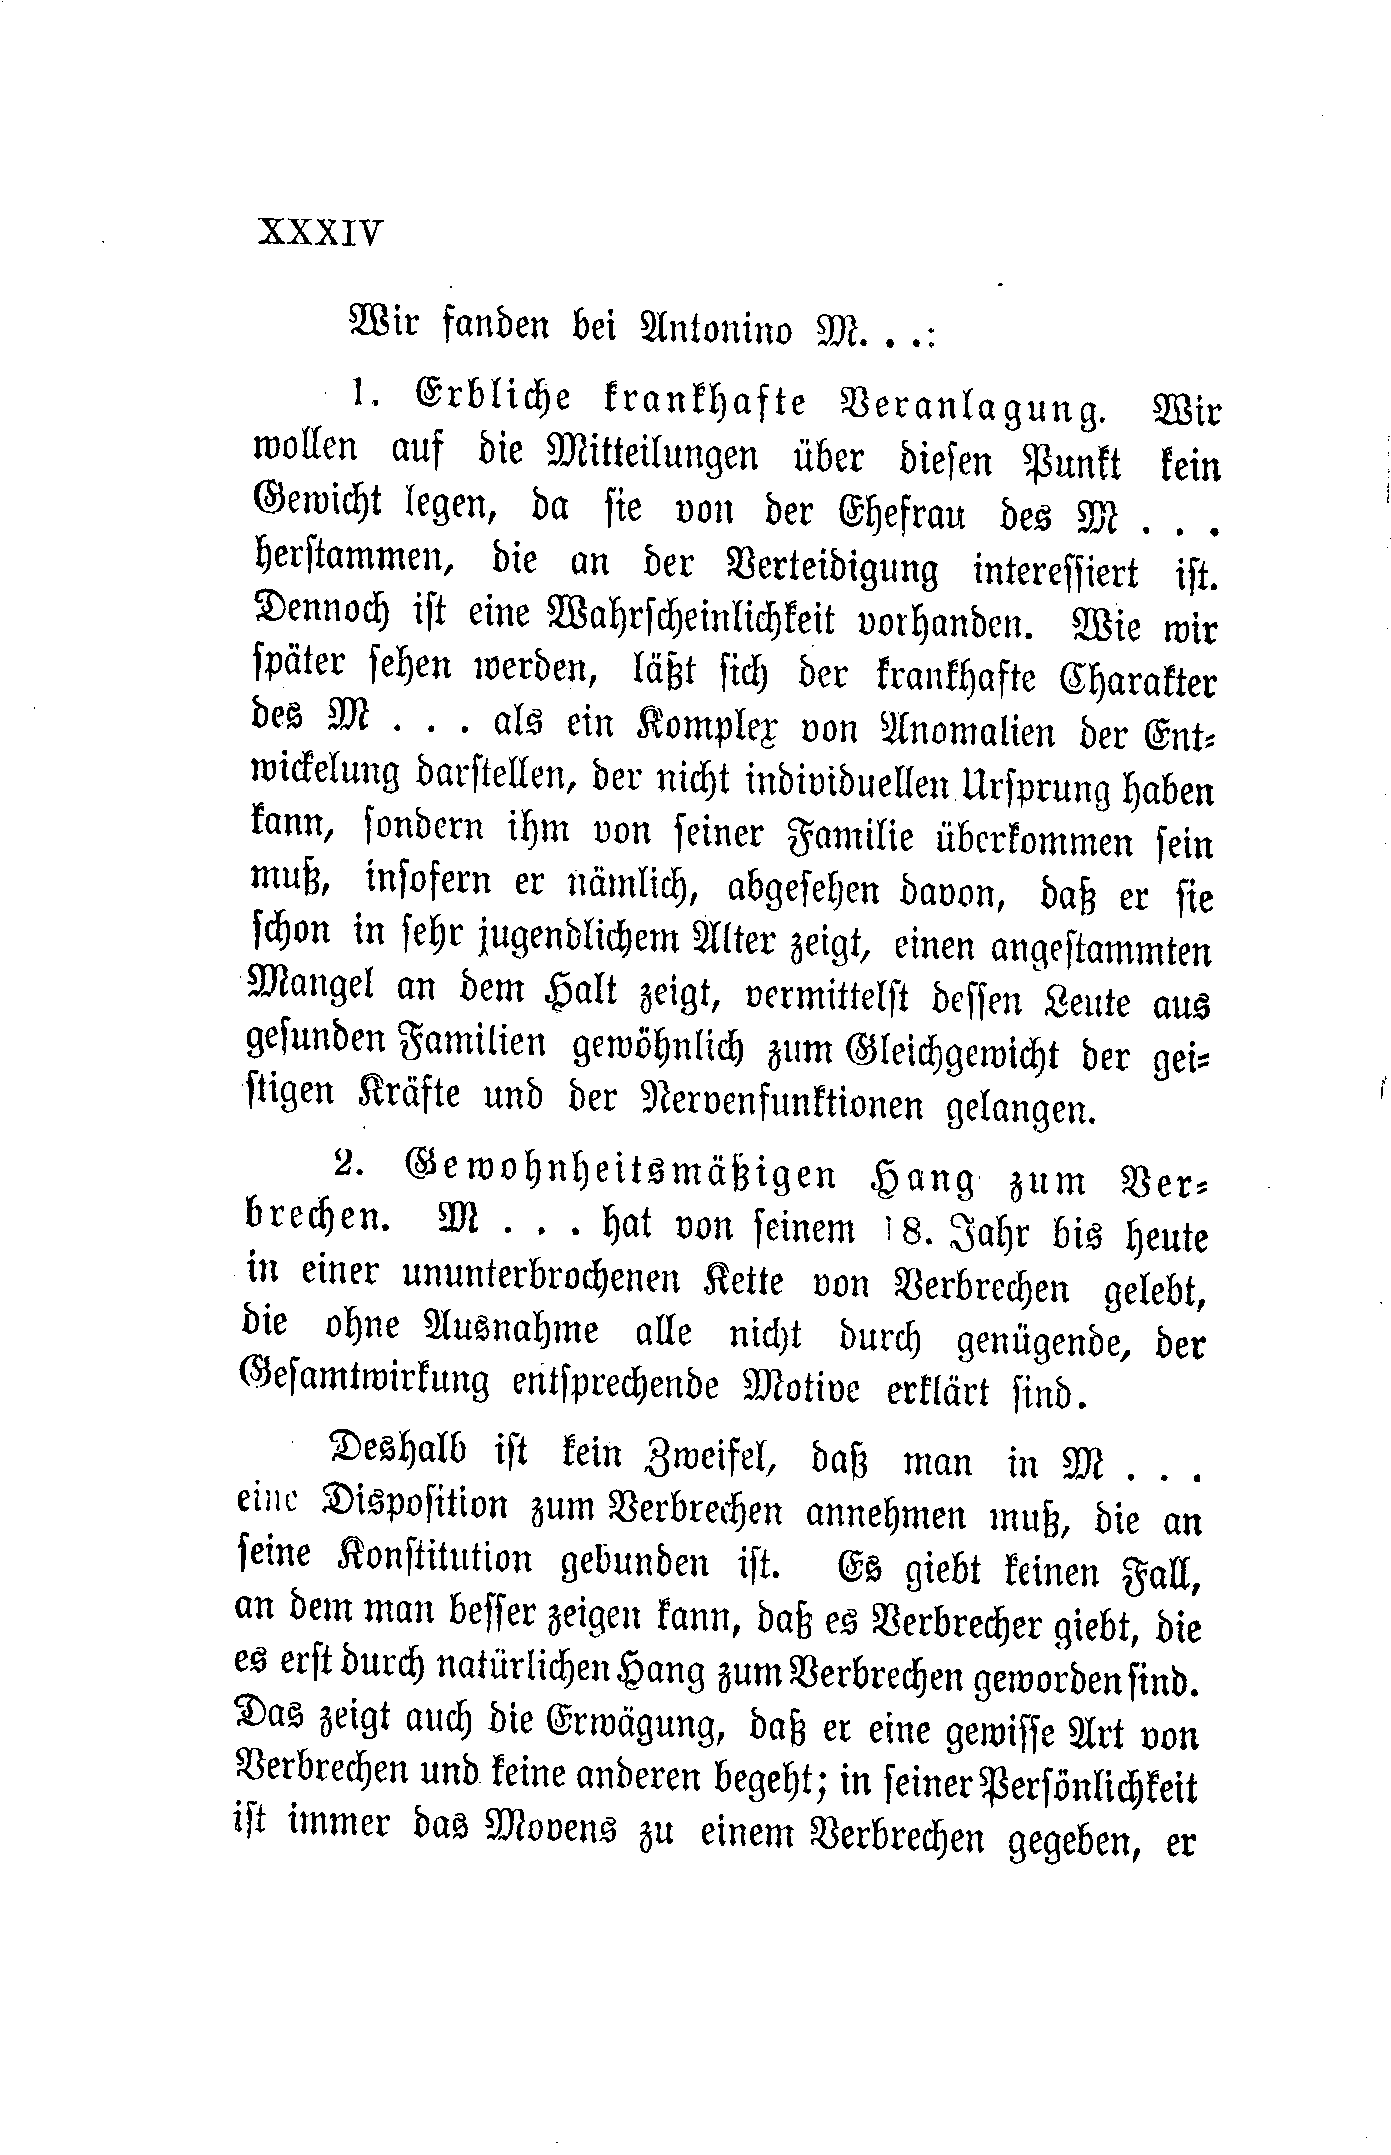 XXXIV
Wir fanden bei Antonino M. . .:
1. Erbliche krankhafte Veranlagung. Wir
wollen auf die Mitteilungen über diesen Punkt kein
Gewicht legen, da sie von der Ehefrau des M . . .
herstammen, die an der Verteidigung interessiert ist.
Dennoch ist eine Wahrscheinlichkeit vorhanden. Wie wir
später sehen werden, läßt sich der krankhafte Charakter
des M . . . als ein Komplex von Anomalien der Ent-
wickelung darstellen, der nicht individuellen Ursprung haben
kann, sondern ihm von seiner Familie überkommen sein
muß, insofern er nämlich, abgesehen davon, daß er sie
schon in sehr jugendlichem Alter zeigt, einen angestammten
Mangel an dem Halt zeigt, vermittelst dessen Leute aus
gesunden Familien gewöhnlich zum Gleichgewicht der gei-
stigen Kräfte und der Nervenfunktionen gelangen.
2. Gewohnheitsmäßigen Hang zum Ver-
brechen. M . . . hat von seinem 18. Jahr bis heute
in einer ununterbrochenen Kette von Verbrechen gelebt,
die ohne Ausnahme alle nicht durch genügende, der
Gesamtwirkung entsprechende Motive erklärt sind.
Deshalb ist kein Zweifel, daß man in M . . .
eine Disposition zum Verbrechen annehmen muß, die an
seine Konstitution gebunden ist. Es giebt keinen Fall,
an dem man besser zeigen kann, daß es Verbrecher giebt, die
es erst durch natürlichen Hang zum Verbrechen geworden sind.
Das zeigt auch die Erwägung, daß er eine gewisse Art von
Verbrechen und keine anderen begeht; in seiner Persönlichkeit
ist immer das Movens zu einem Verbrechen gegeben, er